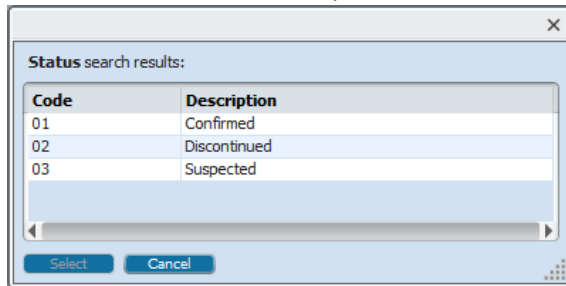 Status search results:
Code Description
01 Confirmed
02 Discontinued
03 Suspected
Select Cancel